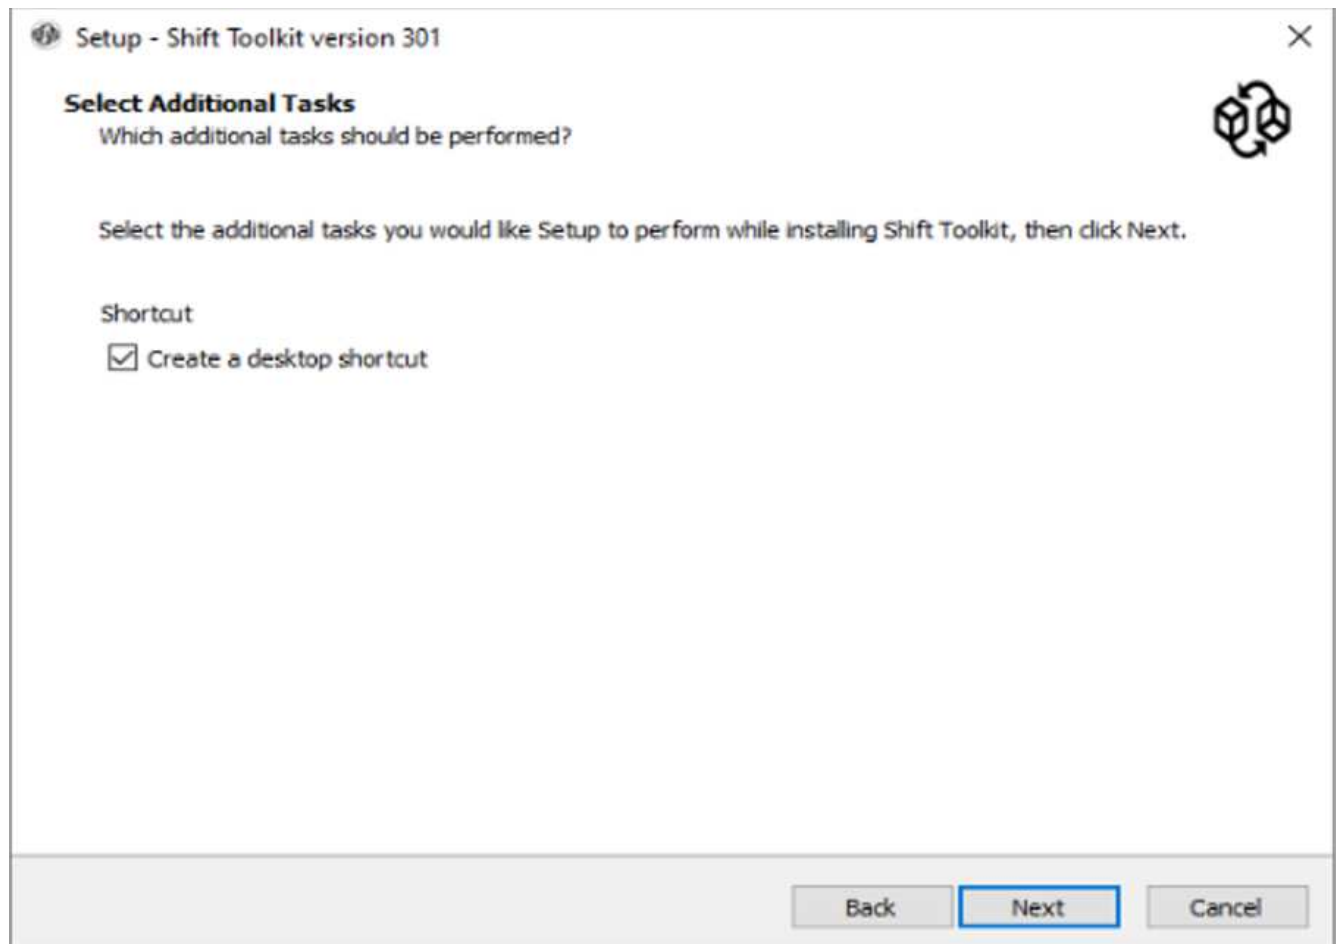 Setup - Shift Toolkit version 301
Select Additional Tasks
Which additional tasks should be performed?
Select the additional tasks you would like Setup to perform while installing Shift Toolkit, then click Next.
Shortcut
Create a desktop shortcut
Back Next Cancel